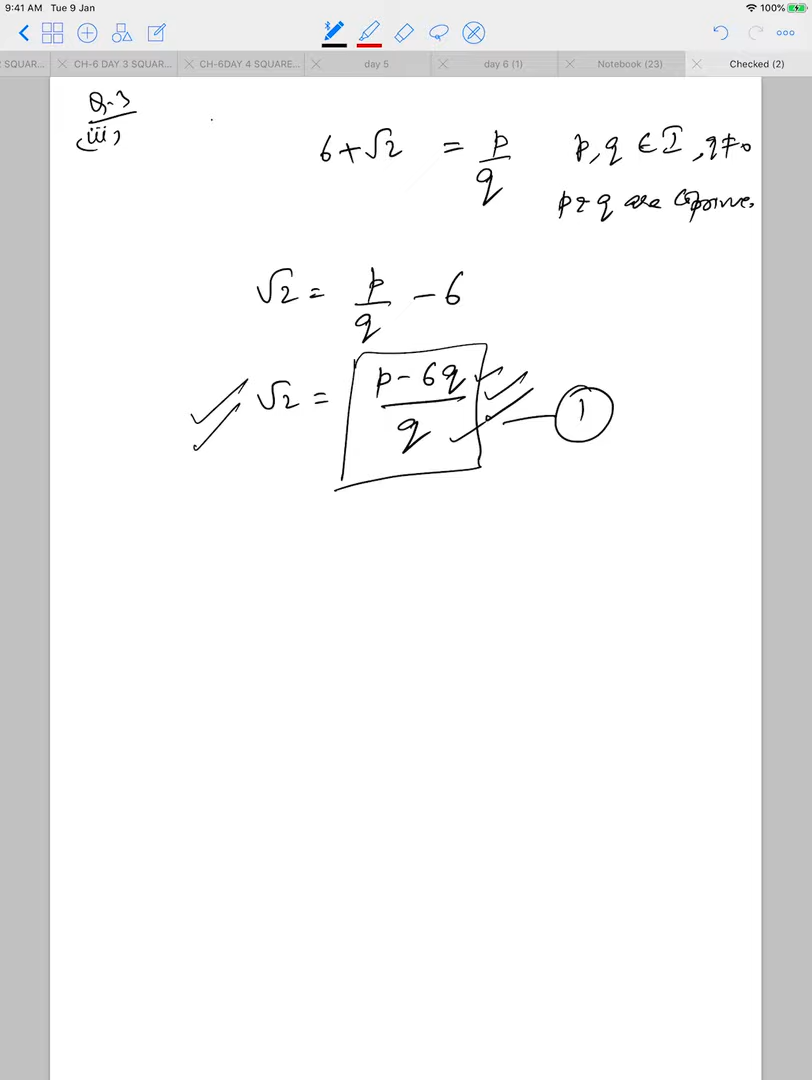 9:41 AM Tue 9 Jan
100%
SQUAR...
CH-6 DAY 3 SQUAR...
CH-6DAY 4 SQUARE...
day 5
day 6 (1)
Notebook (23)
Checked (2)
Q-3
(iii)
6+√2 = p/q p, q ∈ I, q≠0
p & q are Coprime.
√2 = p/q - 6
√2 = p-6q/q — 1